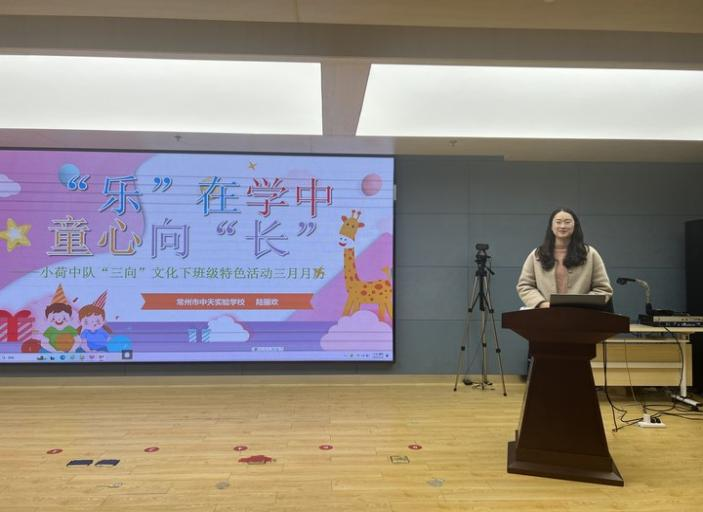 “乐”在学中
童心向“长”
——小荷中队“三向”文化下班级特色活动三月月历
常州市中天实验学校 陆丽欢